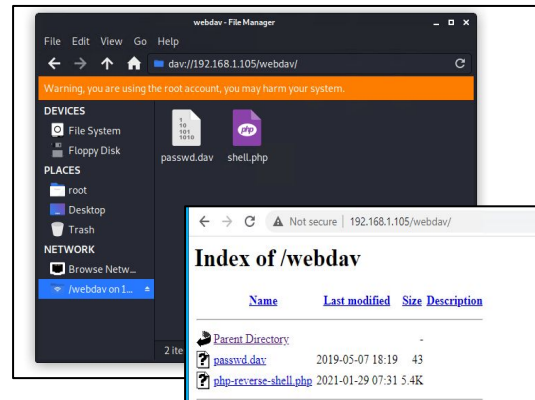 webdav - File Manager
File Edit View Go Help
dav://192.168.1.105/webdav/
Warning, you are using the root account, you may harm your system.
DEVICES
File System
Floppy Disk
PLACES
root
Desktop
Trash
NETWORK
Browse Netw...
/webdav on 1...
1
10
101
1010
php
passwd.dav shell.php
2 ite
Not secure | 192.168.1.105/webdav/
Index of /webdav
Name Last modified Size Description
Parent Directory -
passwd.dav 2019-05-07 18:19 43
php-reverse-shell.php 2021-01-29 07:31 5.4K